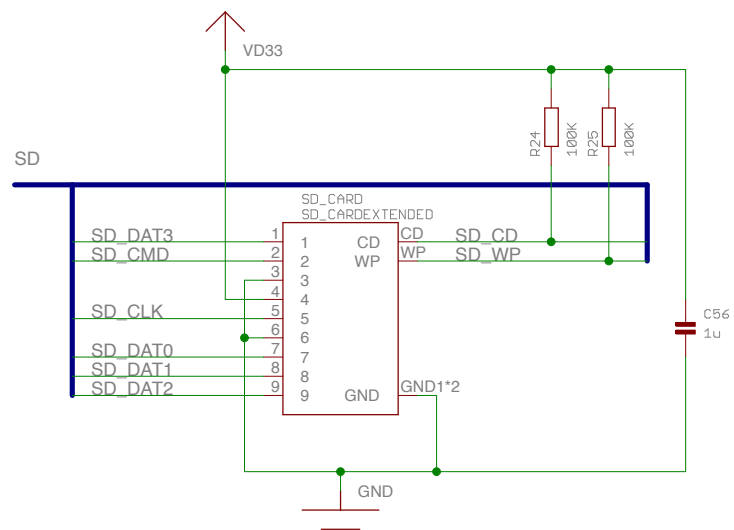 VD33
R24
100K
R25
100K
SD
SD_CARD
SD_CARDEXTENDED
SD_DAT3 1 1 CD CD SD_CD
SD_CMD 2 2 WP WP SD_WP
3 3
4 4
SD_CLK 5 5
6 6
SD_DAT0 7 7
SD_DAT1 8 8
SD_DAT2 9 9 GND GND1*2
C56
1u
GND